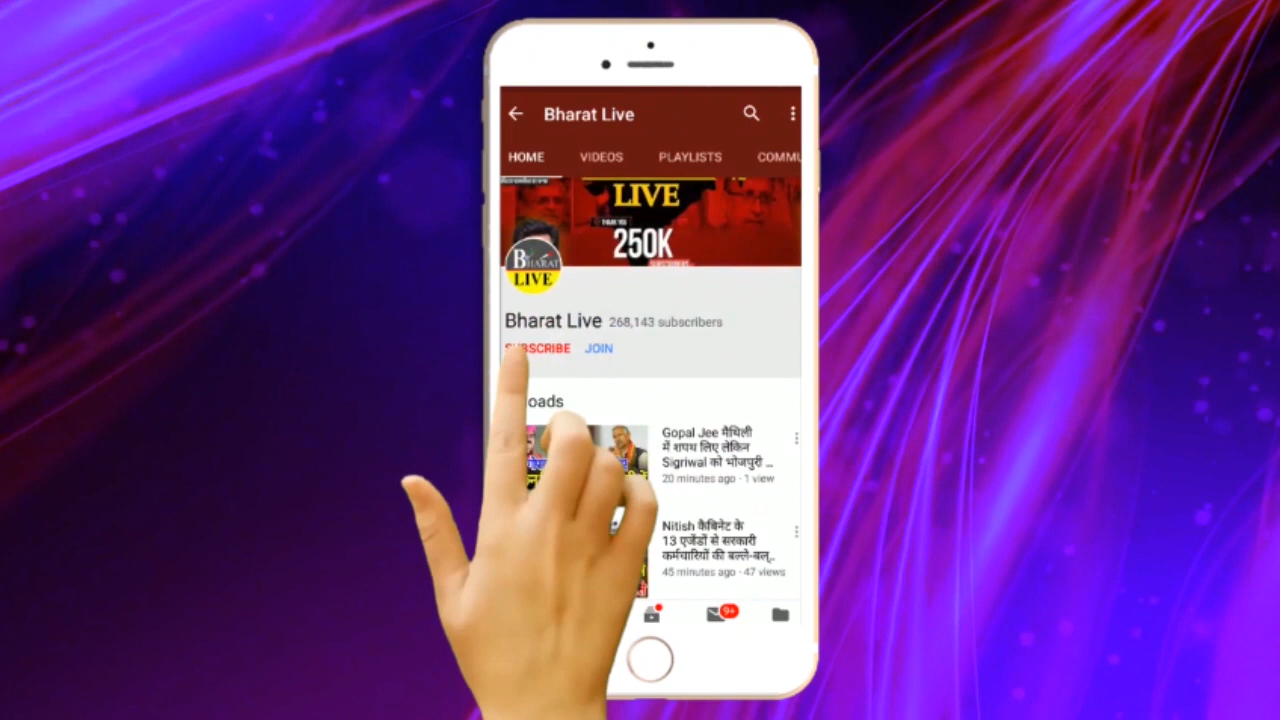 Bharat Live
HOME VIDEOS PLAYLISTS COMMU
LIVE
THANK YOU
250K
BHARAT
LIVE
Bharat Live 268,143 subscribers
SUBSCRIBE JOIN
oads
Gopal Jee मैथिली
में शपथ लिए लेकिन
Sigriwal को भोजपुरी ...
20 minutes ago · 1 view
Nitish कैबिनेट के
13 एजेंडों से सरकारी
कर्मचारियों की बल्ले-बल्..
45 minutes ago · 47 views
9+